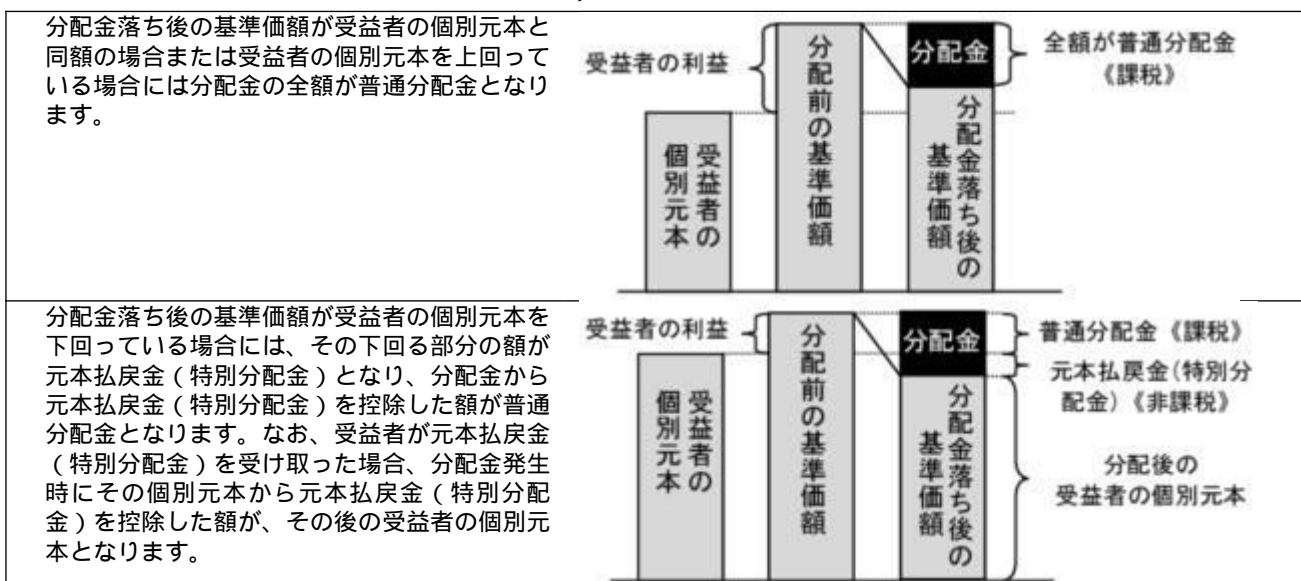 分配金落ち後の基準価額が受益者の個別元本と
同額の場合または受益者の個別元本を上回って
いる場合には分配金の全額が普通分配金となり
ます。
受益者の利益
受益者の
個別元本
分配前の基準価額
分配金
分配金落ち後の
基準価額
全額が普通分配金
《課税》
分配金落ち後の基準価額が受益者の個別元本を
下回っている場合には、その下回る部分の額が
元本払戻金（特別分配金）となり、分配金から
元本払戻金（特別分配金）を控除した額が普通
分配金となります。なお、受益者が元本払戻金
（特別分配金）を受け取った場合、分配金発生
時にその個別元本から元本払戻金（特別分配
金）を控除した額が、その後の受益者の個別元
本となります。
受益者の利益
受益者の
個別元本
分配前の基準価額
分配金
分配金落ち後の
基準価額
普通分配金《課税》
元本払戻金(特別分
配金)《非課税》
分配後の
受益者の個別元本